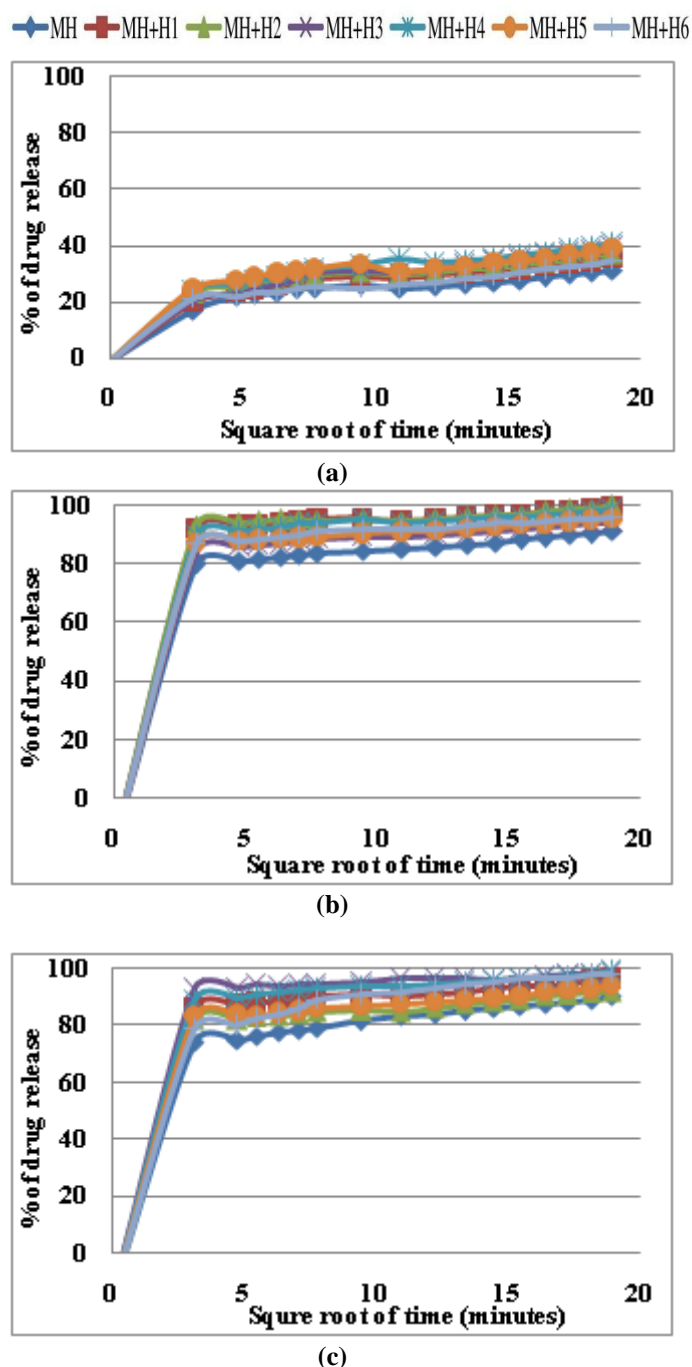 MH MH+H1 MH+H2 MH+H3 MH+H4 MH+H5 MH+H6
100
80
60
40
20
0
% of drug release
0 5 10 15 20
Square root of time (minutes)
(a)
100
80
60
40
20
0
% of drug release
0 5 10 15 20
Square root of time (minutes)
(b)
100
80
60
40
20
0
% of drug release
0 5 10 15 20
Squre root of time (minutes)
(c)